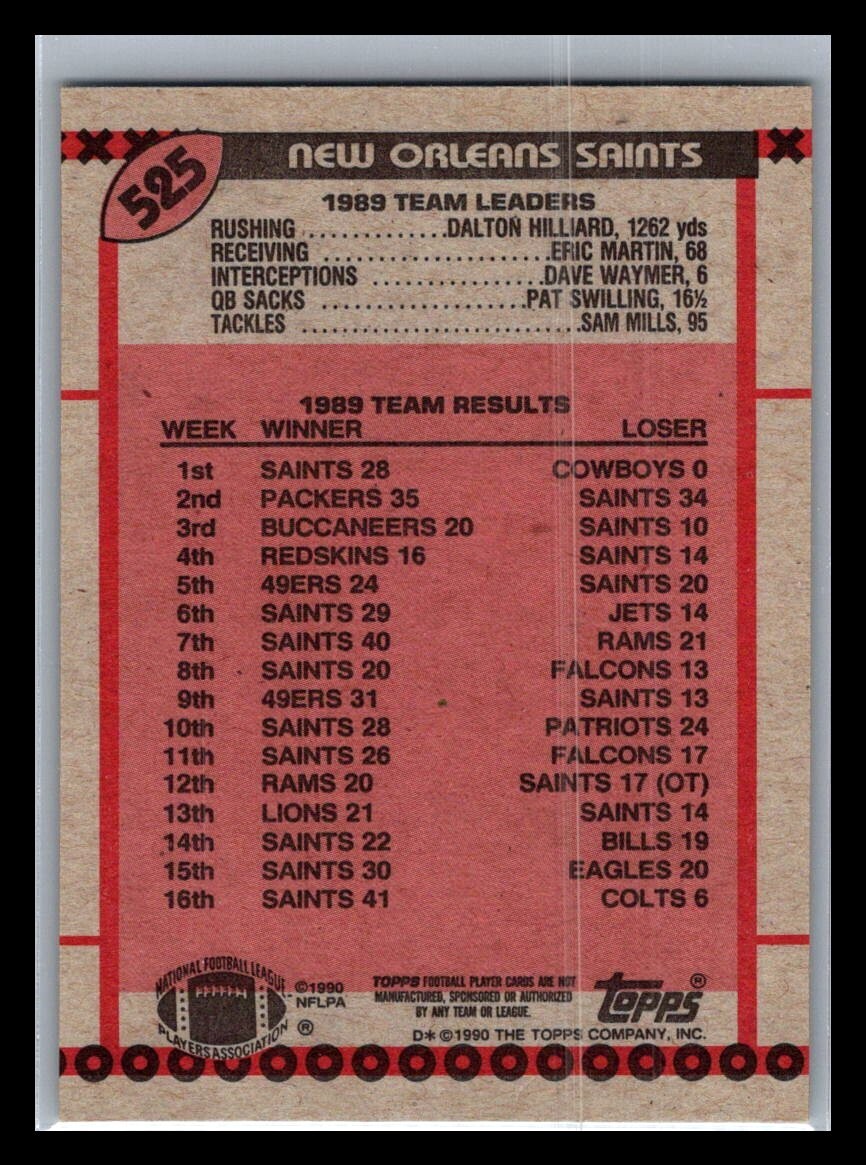 525
NEW ORLEANS SAINTS
1989 TEAM LEADERS
RUSHING ..............DALTON HILLIARD, 1262 yds
RECEIVING .......................ERIC MARTIN, 68
INTERCEPTIONS .................DAVE WAYMER, 6
QB SACKS .....................PAT SWILLING, 16½
TACKLES .............................SAM MILLS, 95
1989 TEAM RESULTS
WEEK WINNER LOSER
1st SAINTS 28 COWBOYS 0
2nd PACKERS 35 SAINTS 34
3rd BUCCANEERS 20 SAINTS 10
4th REDSKINS 16 SAINTS 14
5th 49ERS 24 SAINTS 20
6th SAINTS 29 JETS 14
7th SAINTS 40 RAMS 21
8th SAINTS 20 FALCONS 13
9th 49ERS 31 SAINTS 13
10th SAINTS 28 PATRIOTS 24
11th SAINTS 26 FALCONS 17
12th RAMS 20 SAINTS 17 (OT)
13th LIONS 21 SAINTS 14
14th SAINTS 22 BILLS 19
15th SAINTS 30 EAGLES 20
16th SAINTS 41 COLTS 6
NATIONAL FOOTBALL LEAGUE
PLAYERS ASSOCIATION
®
©1990
NFLPA
TOPPS FOOTBALL PLAYER CARDS ARE NOT
MANUFACTURED, SPONSORED OR AUTHORIZED
BY ANY TEAM OR LEAGUE.
topps®
D* ©1990 THE TOPPS COMPANY, INC.